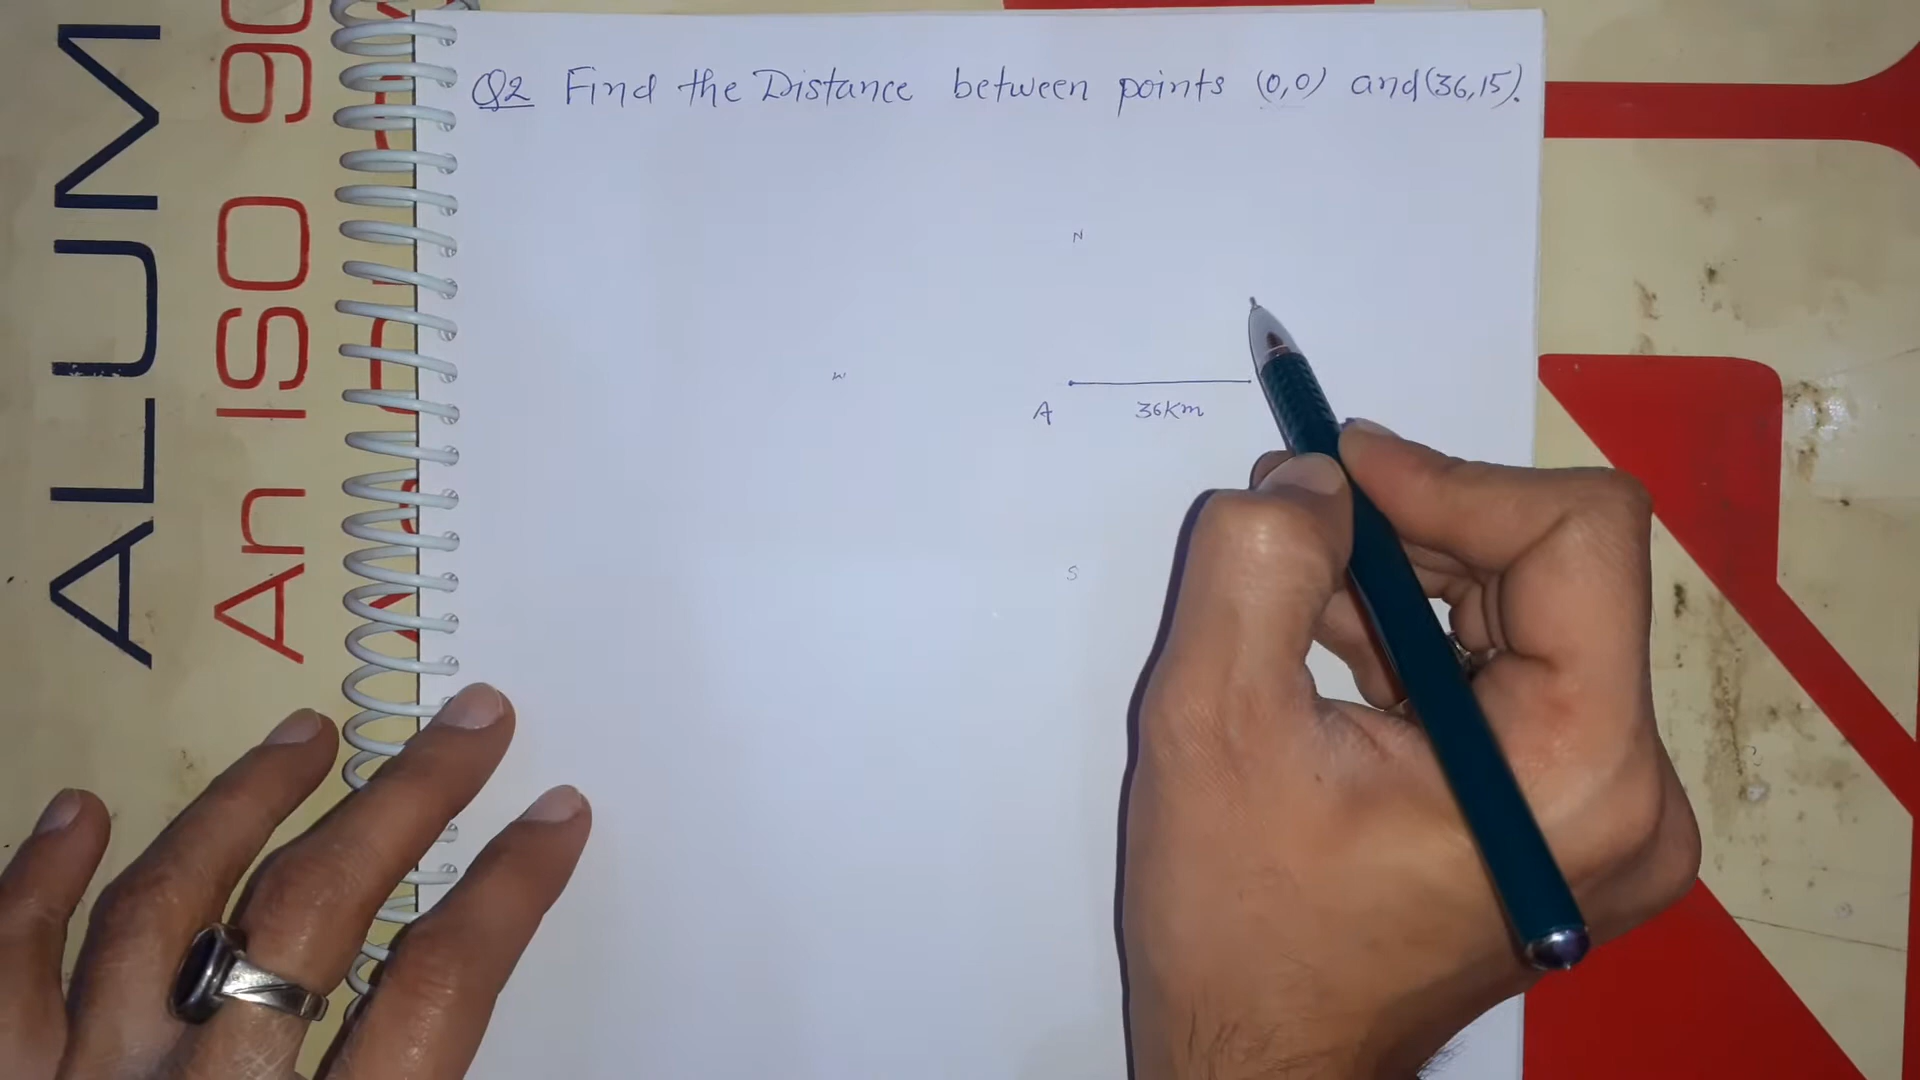 Q2 Find the Distance between points (0,0) and (36,15).
N
W
A
36Km
S
ALUM
An ISO 90